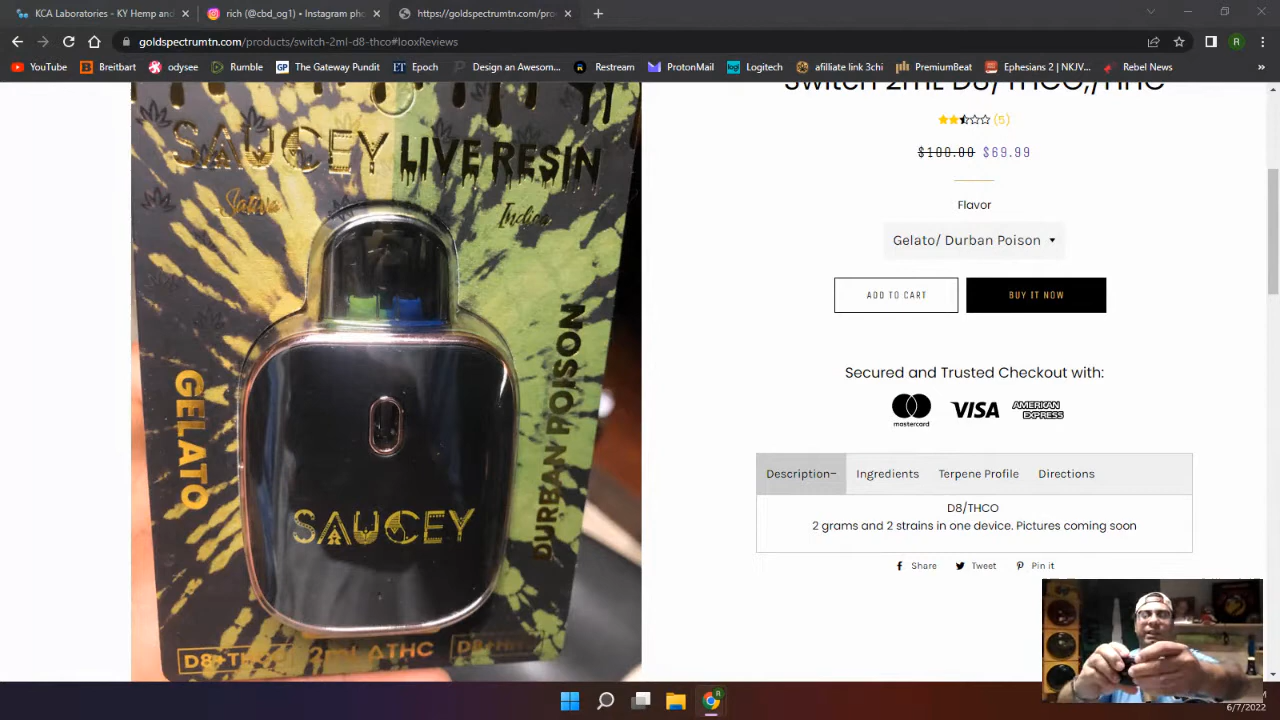 KCA Laboratories - KY Hemp and
rich (@cbd_og1) • Instagram ph
https://goldspectrumtn.com/pro
goldspectrumtn.com/products/switch-2ml-d8-thco#looxReviews
YouTube
Breitbart
odysee
Rumble
The Gateway Pundit
Epoch
Design an Awesom...
Restream
ProtonMail
Logitech
afiliate link 3chi
PremiumBeat
Ephesians 2 | NKJV...
Rebel News
SAUCEY LIVE RESIN
Sativa
Indica
GELATO
DURBAN POISON
SAUCEY
2mL ΔTHC
Switch 2mL D8/THCO,/HHC
(5)
$100.00 $69.99
Flavor
Gelato/ Durban Poison
ADD TO CART
BUY IT NOW
Secured and Trusted Checkout with:
mastercard
VISA
AMERICAN EXPRESS
Description−
Ingredients
Terpene Profile
Directions
D8/THCO
2 grams and 2 strains in one device. Pictures coming soon
Share
Tweet
Pin it
6/7/2022